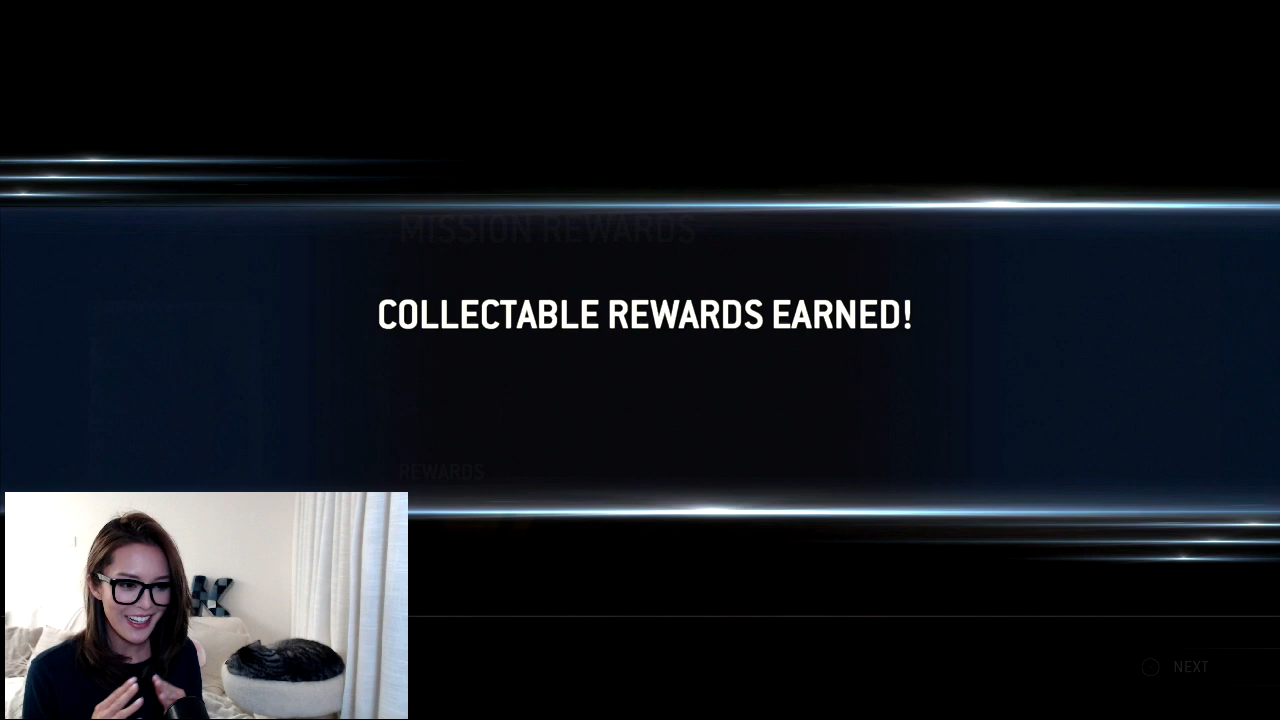 MISSION REWARDS
COLLECTABLE REWARDS EARNED!
REWARDS
K
NEXT